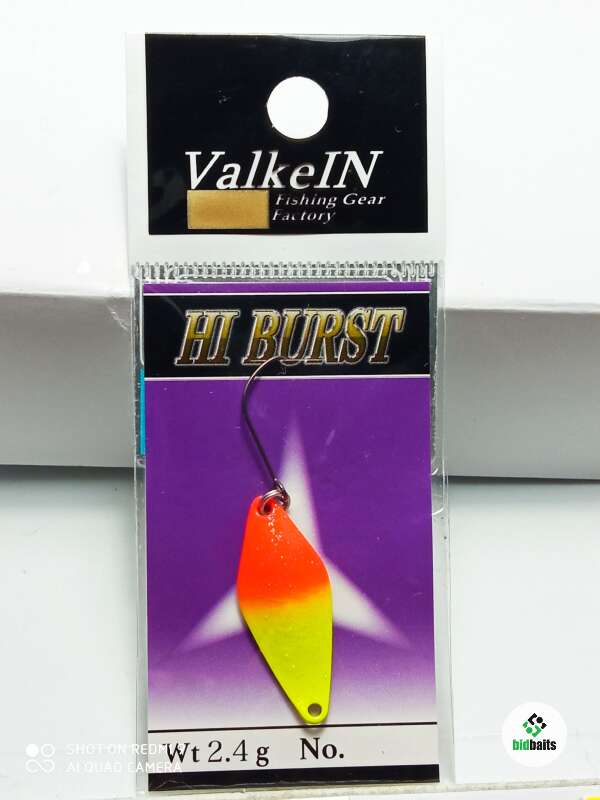 ValkeIN
Fishing Gear
Factory
HI BURST
Wt 2.4 g No.
SHOT ON REDMI
AI QUAD CAMERA
bidbaits